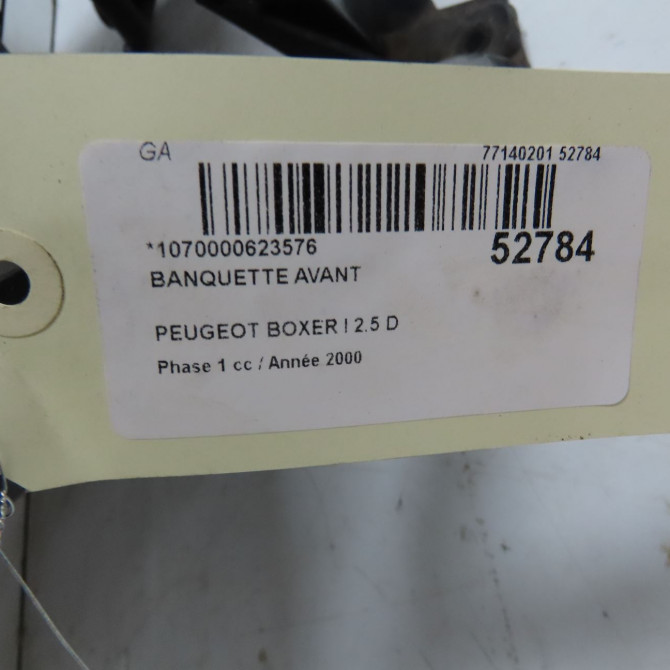 GA 77140201 52784
*1070000623576 52784
BANQUETTE AVANT
PEUGEOT BOXER I 2.5 D
Phase 1 cc / Année 2000